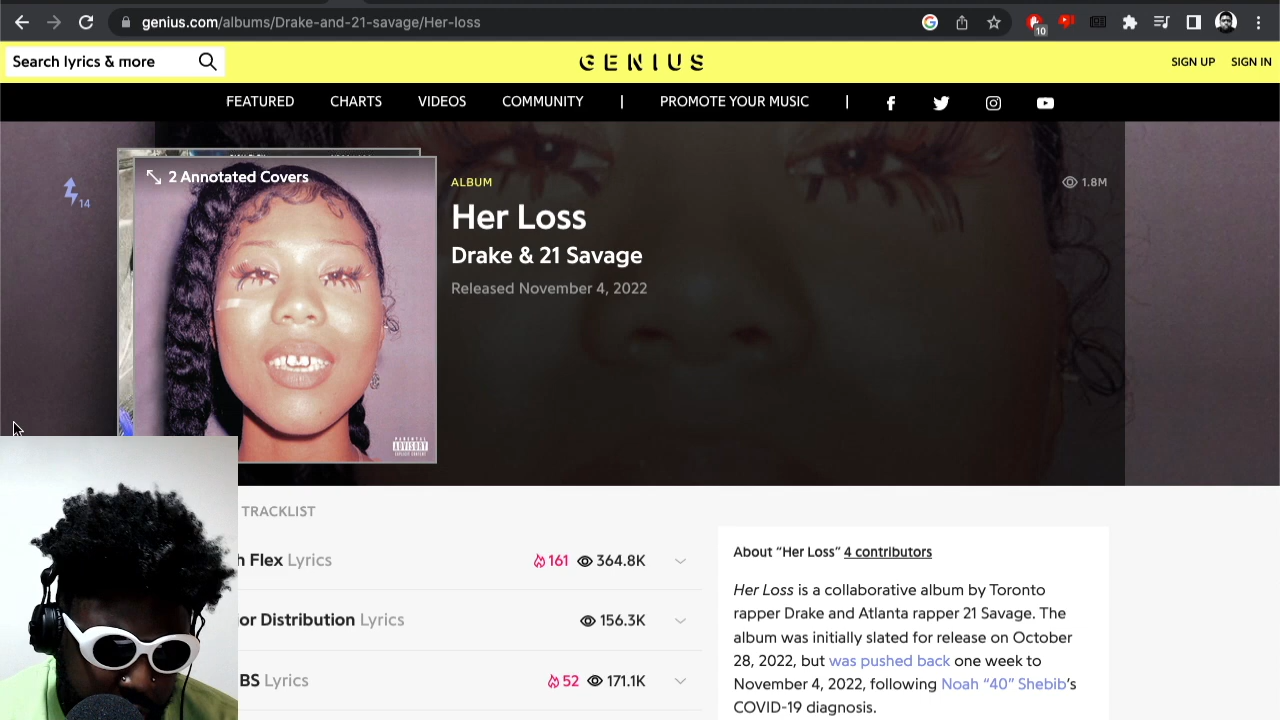 genius.com/albums/Drake-and-21-savage/Her-loss
10
Search lyrics & more
GENIUS
SIGN UP SIGN IN
FEATURED CHARTS VIDEOS COMMUNITY | PROMOTE YOUR MUSIC |
2 Annotated Covers
14
ALBUM
1.8M
Her Loss
Drake & 21 Savage
Released November 4, 2022
PARENTAL
ADVISORY
EXPLICIT CONTENT
TRACKLIST
h Flex Lyrics 161 364.8K
or Distribution Lyrics 156.3K
BS Lyrics 52 171.1K
About “Her Loss” 4 contributors
Her Loss is a collaborative album by Toronto
rapper Drake and Atlanta rapper 21 Savage. The
album was initially slated for release on October
28, 2022, but was pushed back one week to
November 4, 2022, following Noah “40” Shebib’s
COVID-19 diagnosis.